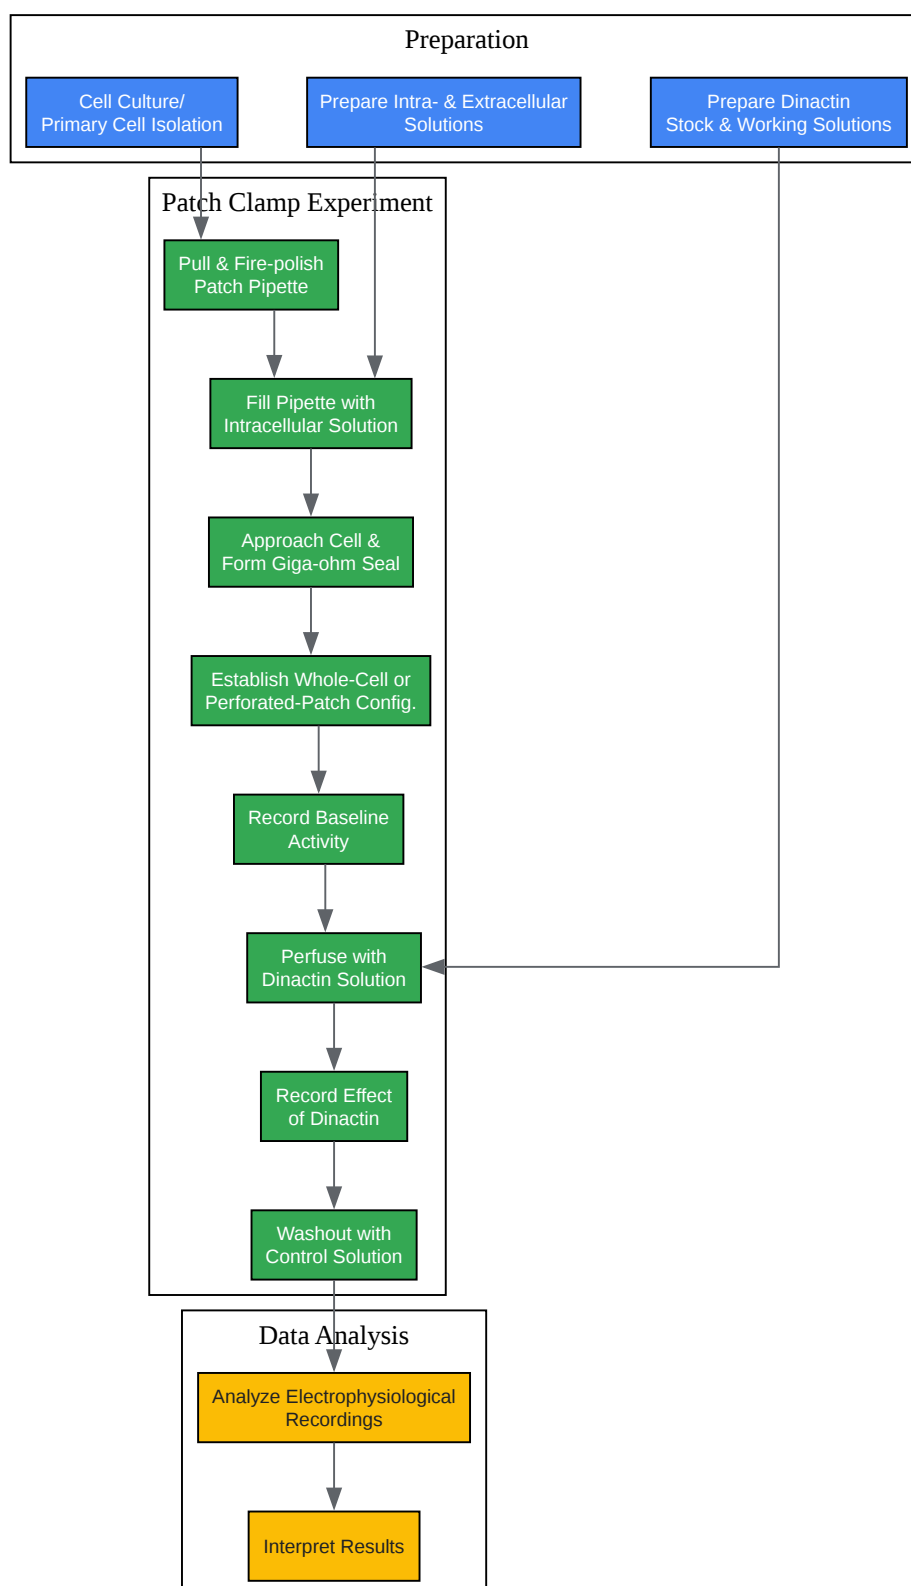 Preparation
Cell Culture/
Primary Cell Isolation
Prepare Intra- & Extracellular
Solutions
Prepare Dinactin
Stock & Working Solutions
Patch Clamp Experiment
Pull & Fire-polish
Patch Pipette
Fill Pipette with
Intracellular Solution
Approach Cell &
Form Giga-ohm Seal
Establish Whole-Cell or
Perforated-Patch Config.
Record Baseline
Activity
Perfuse with
Dinactin Solution
Record Effect
of Dinactin
Washout with
Control Solution
Data Analysis
Analyze Electrophysiological
Recordings
Interpret Results